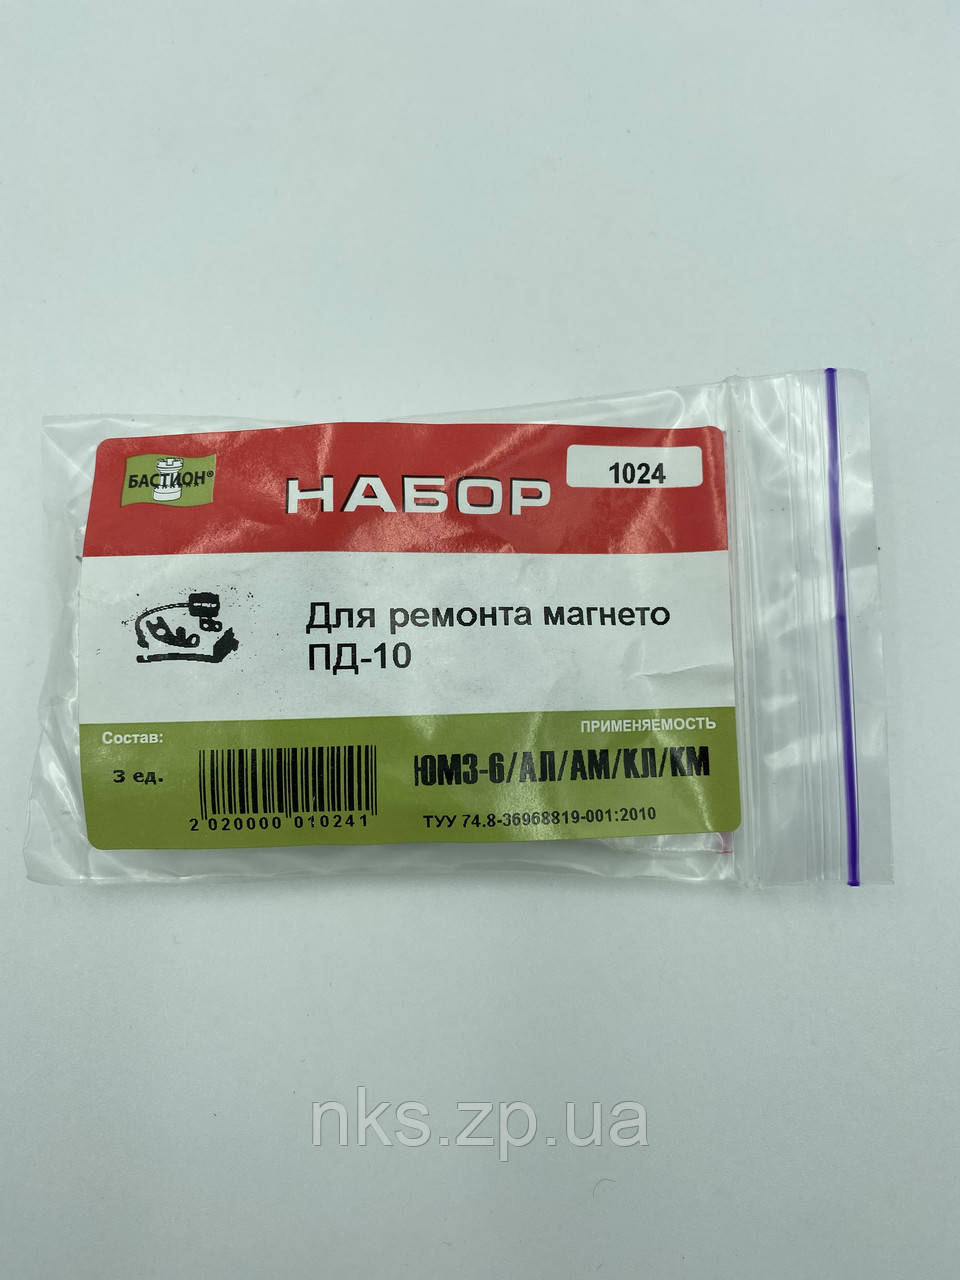 БАСТИОН®
НАБОР
1024
Для ремонта магнето
ПД-10
ПРИМЕНЯЕМОСТЬ
Состав:
3 ед.
ЮМЗ-6/АЛ/АМ/КЛ/КМ
2 020000 010241
ТУУ 74.8-36968819-001:2010
nks.zp.ua